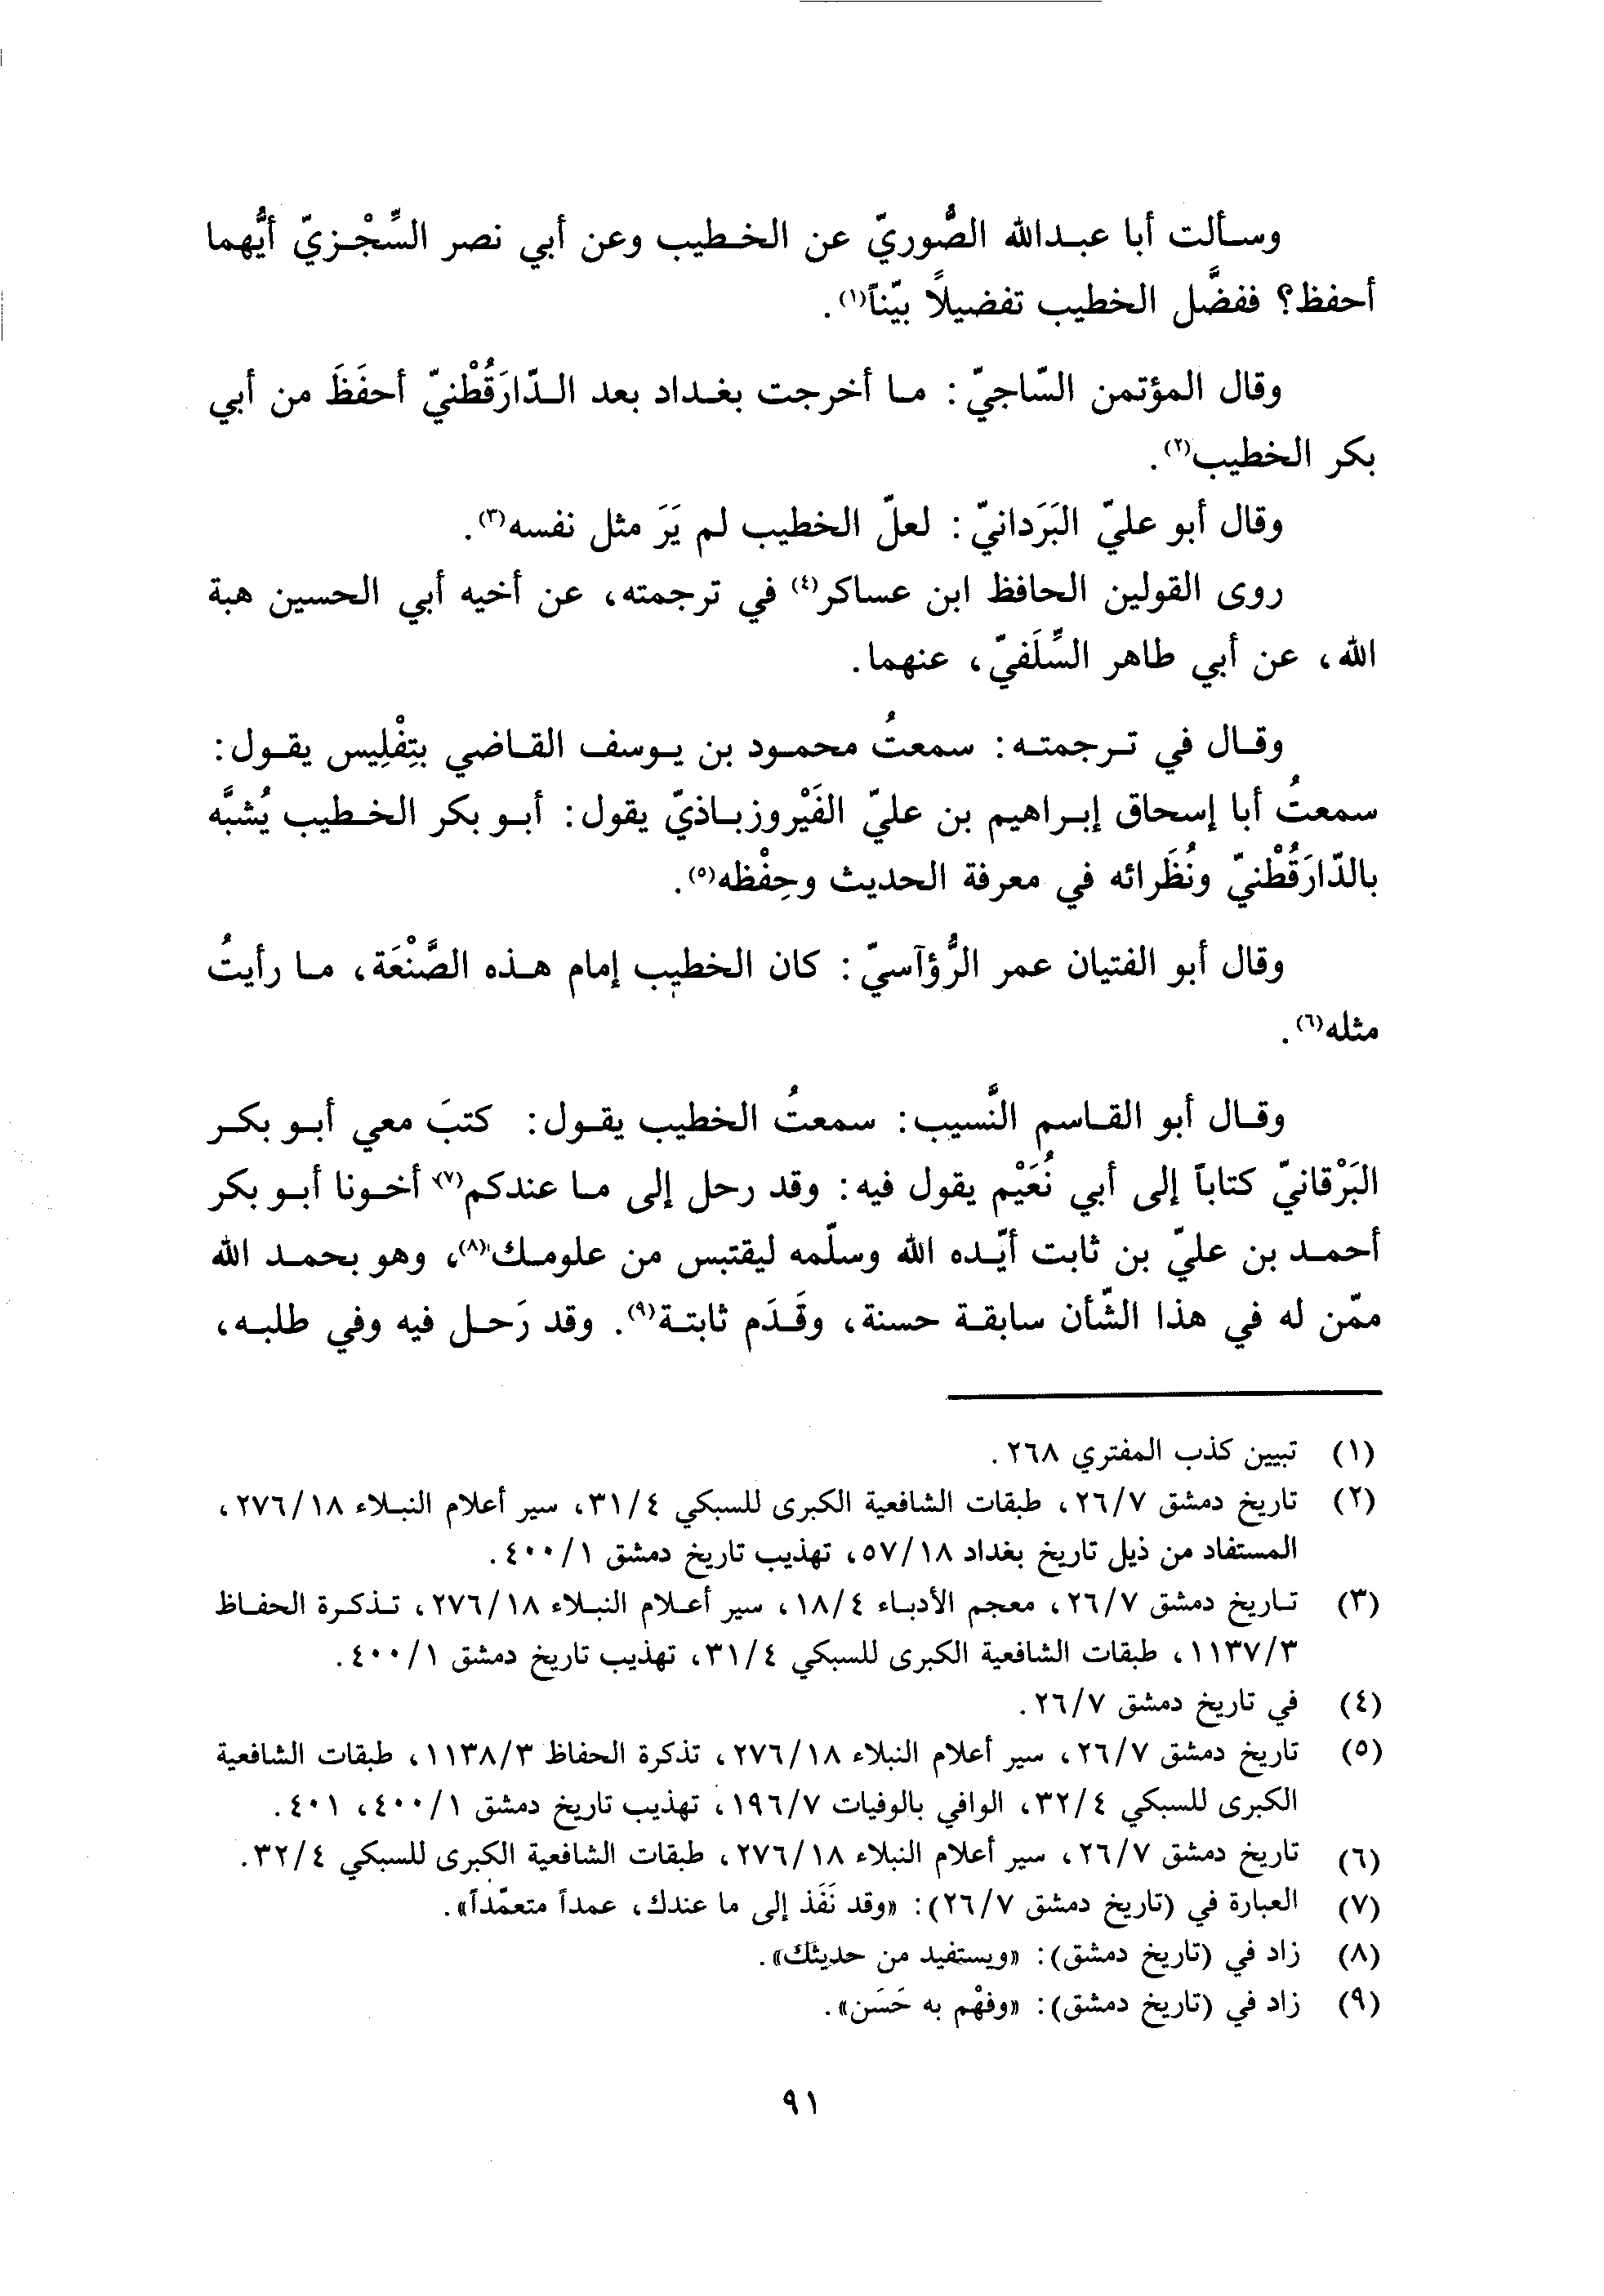 وسألت أبا عبدالله الصُّوريّ عن الخطيب وعن أبي نصر السِّجْزيّ أيُّهما
أحفظ؟ ففضَّل الخطيب تفضيلًا بيّناً(١).
وقال المؤتمن السّاجيّ: ما أخرجت بغداد بعد الدّارَقُطْنيّ أحفَظَ من أبي
بكر الخطيب(٢).
وقال أبو عليّ البَرَدانيّ: لعلّ الخطيب لم يَرَ مثل نفسه(٣).
روى القولين الحافظ ابن عساكر(٤) في ترجمته، عن أخيه أبي الحسين هبة
الله، عن أبي طاهر السِّلَفيّ، عنهما.
وقال في ترجمته: سمعتُ محمود بن يوسف القاضي بتِفْلِيس يقول:
سمعتُ أبا إسحاق إبراهيم بن عليّ الفَيْروزباذيّ يقول: أبو بكر الخطيب يُشبَّه
بالدّارَقُطْنيّ ونُظَرائه في معرفة الحديث وحِفْظه(٥).
وقال أبو الفتيان عمر الرُّؤآسيّ: كان الخطيب إمام هذه الصَّنْعَة، ما رأيتُ
مثله(٦).
وقال أبو القاسم النَّسيب: سمعتُ الخطيب يقول: كتبَ معي أبو بكر
البَرْقانيّ كتاباً إلى أبي نُعَيْم يقول فيه: وقد رحل إلى ما عندكم(٧) أخونا أبو بكر
أحمد بن عليّ بن ثابت أيّده الله وسلّمه ليقتبس من علومك(٨)، وهو بحمد الله
ممّن له في هذا الشّأن سابقة حسنة، وقَدَم ثابتة(٩). وقد رَحل فيه وفي طلبه،
(١) تبيين كذب المفتري ٢٦٨.
(٢) تاريخ دمشق ٢٦/٧، طبقات الشافعية الكبرى للسبكي ٣١/٤، سير أعلام النبلاء ٢٧٦/١٨،
المستفاد من ذيل تاريخ بغداد ٥٧/١٨، تهذيب تاريخ دمشق ٤٠٠/١.
(٣) تاريخ دمشق ٢٦/٧، معجم الأدباء ١٨/٤، سير أعلام النبلاء ٢٧٦/١٨، تذكرة الحفاظ
١١٣٧/٣، طبقات الشافعية الكبرى للسبكي ٣١/٤، تهذيب تاريخ دمشق ٤٠٠/١.
(٤) في تاريخ دمشق ٢٦/٧.
(٥) تاريخ دمشق ٢٦/٧، سير أعلام النبلاء ٢٧٦/١٨، تذكرة الحفاظ ١١٣٨/٣، طبقات الشافعية
الكبرى للسبكي ٣٢/٤، الوافي بالوفيات ١٩٦/٧، تهذيب تاريخ دمشق ٤٠٠/١، ٤٠١.
(٦) تاريخ دمشق ٢٦/٧، سير أعلام النبلاء ٢٧٦/١٨، طبقات الشافعية الكبرى للسبكي ٣٢/٤.
(٧) العبارة في (تاريخ دمشق ٢٦/٧): «وقد نَفَذ إلى ما عندك، عمداً متعمّداً».
(٨) زاد في (تاريخ دمشق): «ويستفيد من حديثك».
(٩) زاد في (تاريخ دمشق): «وفهْم به حَسَن».
٩١